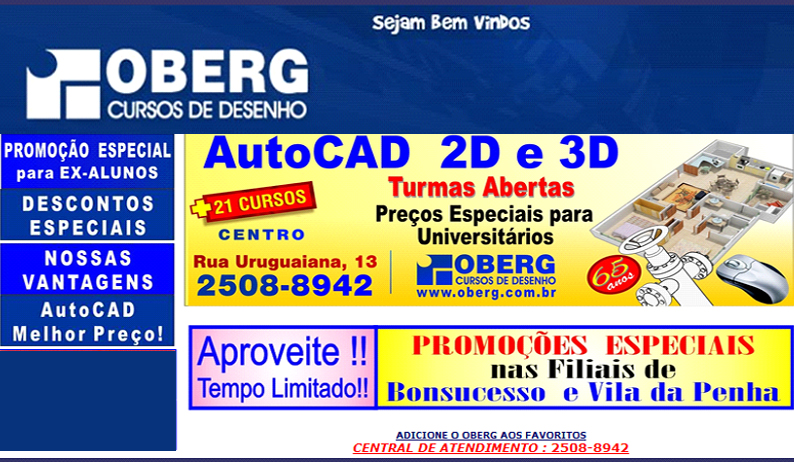 Sejam Bem Vindos
OBERG
CURSOS DE DESENHO
PROMOÇÃO ESPECIAL
para EX-ALUNOS
DESCONTOS
ESPECIAIS
NOSSAS
VANTAGENS
AutoCAD
Melhor Preço!
AutoCAD 2D e 3D
Turmas Abertas
+21 CURSOS
Preços Especiais para
Universitários
CENTRO
Rua Uruguaiana, 13
2508-8942
OBERG
CURSOS DE DESENHO
www.oberg.com.br
65
anos
Aproveite !!
Tempo Limitado!!
PROMOÇÕES ESPECIAIS
nas Filiais de
Bonsucesso e Vila da Penha
ADICIONE O OBERG AOS FAVORITOS
CENTRAL DE ATENDIMENTO : 2508-8942